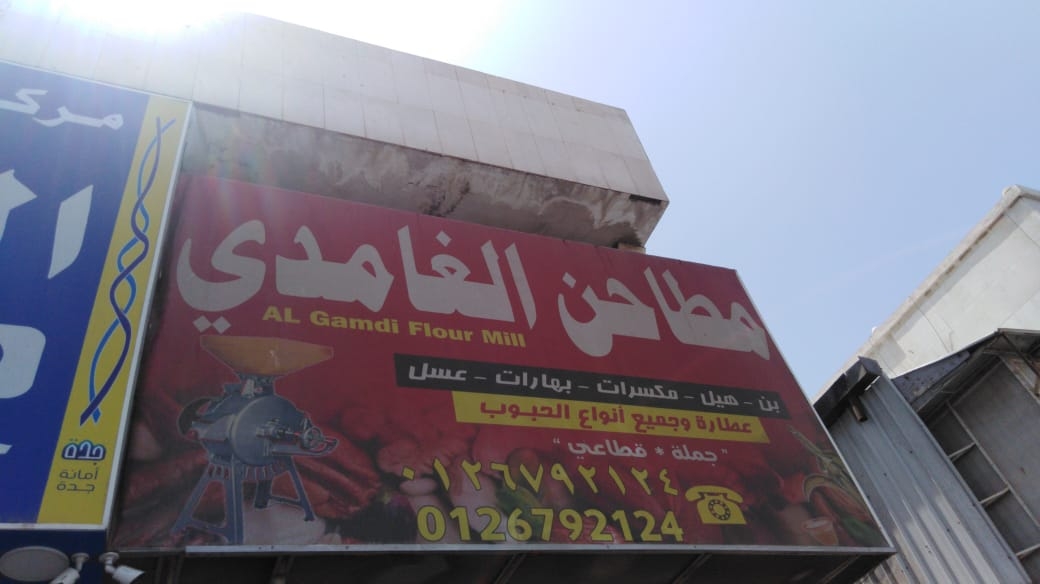 مطاحن الغامدي
AL Gamdi Flour Mill
بن - هيل - مكسرات - بهارات - عسل
عطارة وجميع أنواع الحبوب
"جملة * قطاعي"
٠١٢٦٧٩٢١٢٤
0126792124
جدة
أمانة
جدة